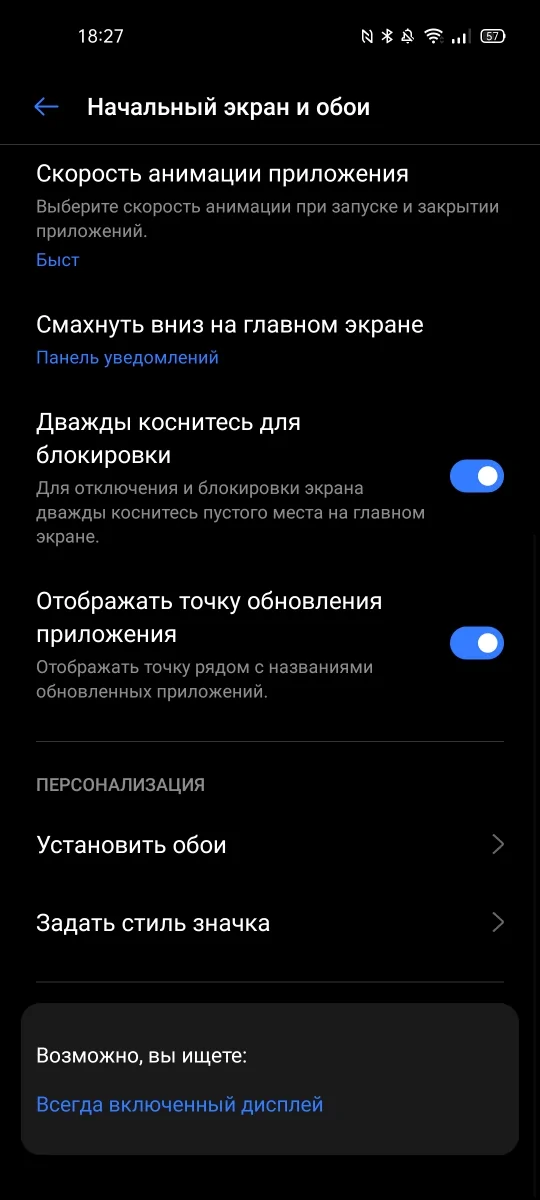 18:27
57
Начальный экран и обои
Скорость анимации приложения
Выберите скорость анимации при запуске и закрытии
приложений.
Быст
Смахнуть вниз на главном экране
Панель уведомлений
Дважды коснитесь для
блокировки
Для отключения и блокировки экрана
дважды коснитесь пустого места на главном
экране.
Отображать точку обновления
приложения
Отображать точку рядом с названиями
обновленных приложений.
ПЕРСОНАЛИЗАЦИЯ
Установить обои
Задать стиль значка
Возможно, вы ищете:
Всегда включенный дисплей